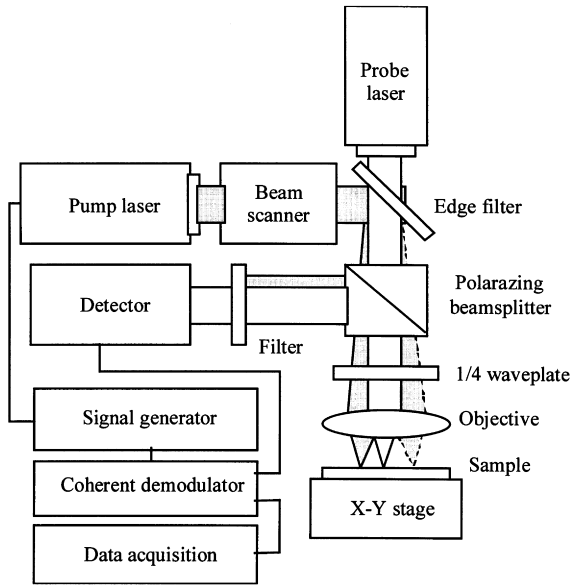 Probe
laser
Pump laser
Beam
scanner
Edge filter
Detector
Filter
Polarazing
beamsplitter
1/4 waveplate
Signal generator
Objective
Coherent demodulator
Sample
X-Y stage
Data acquisition